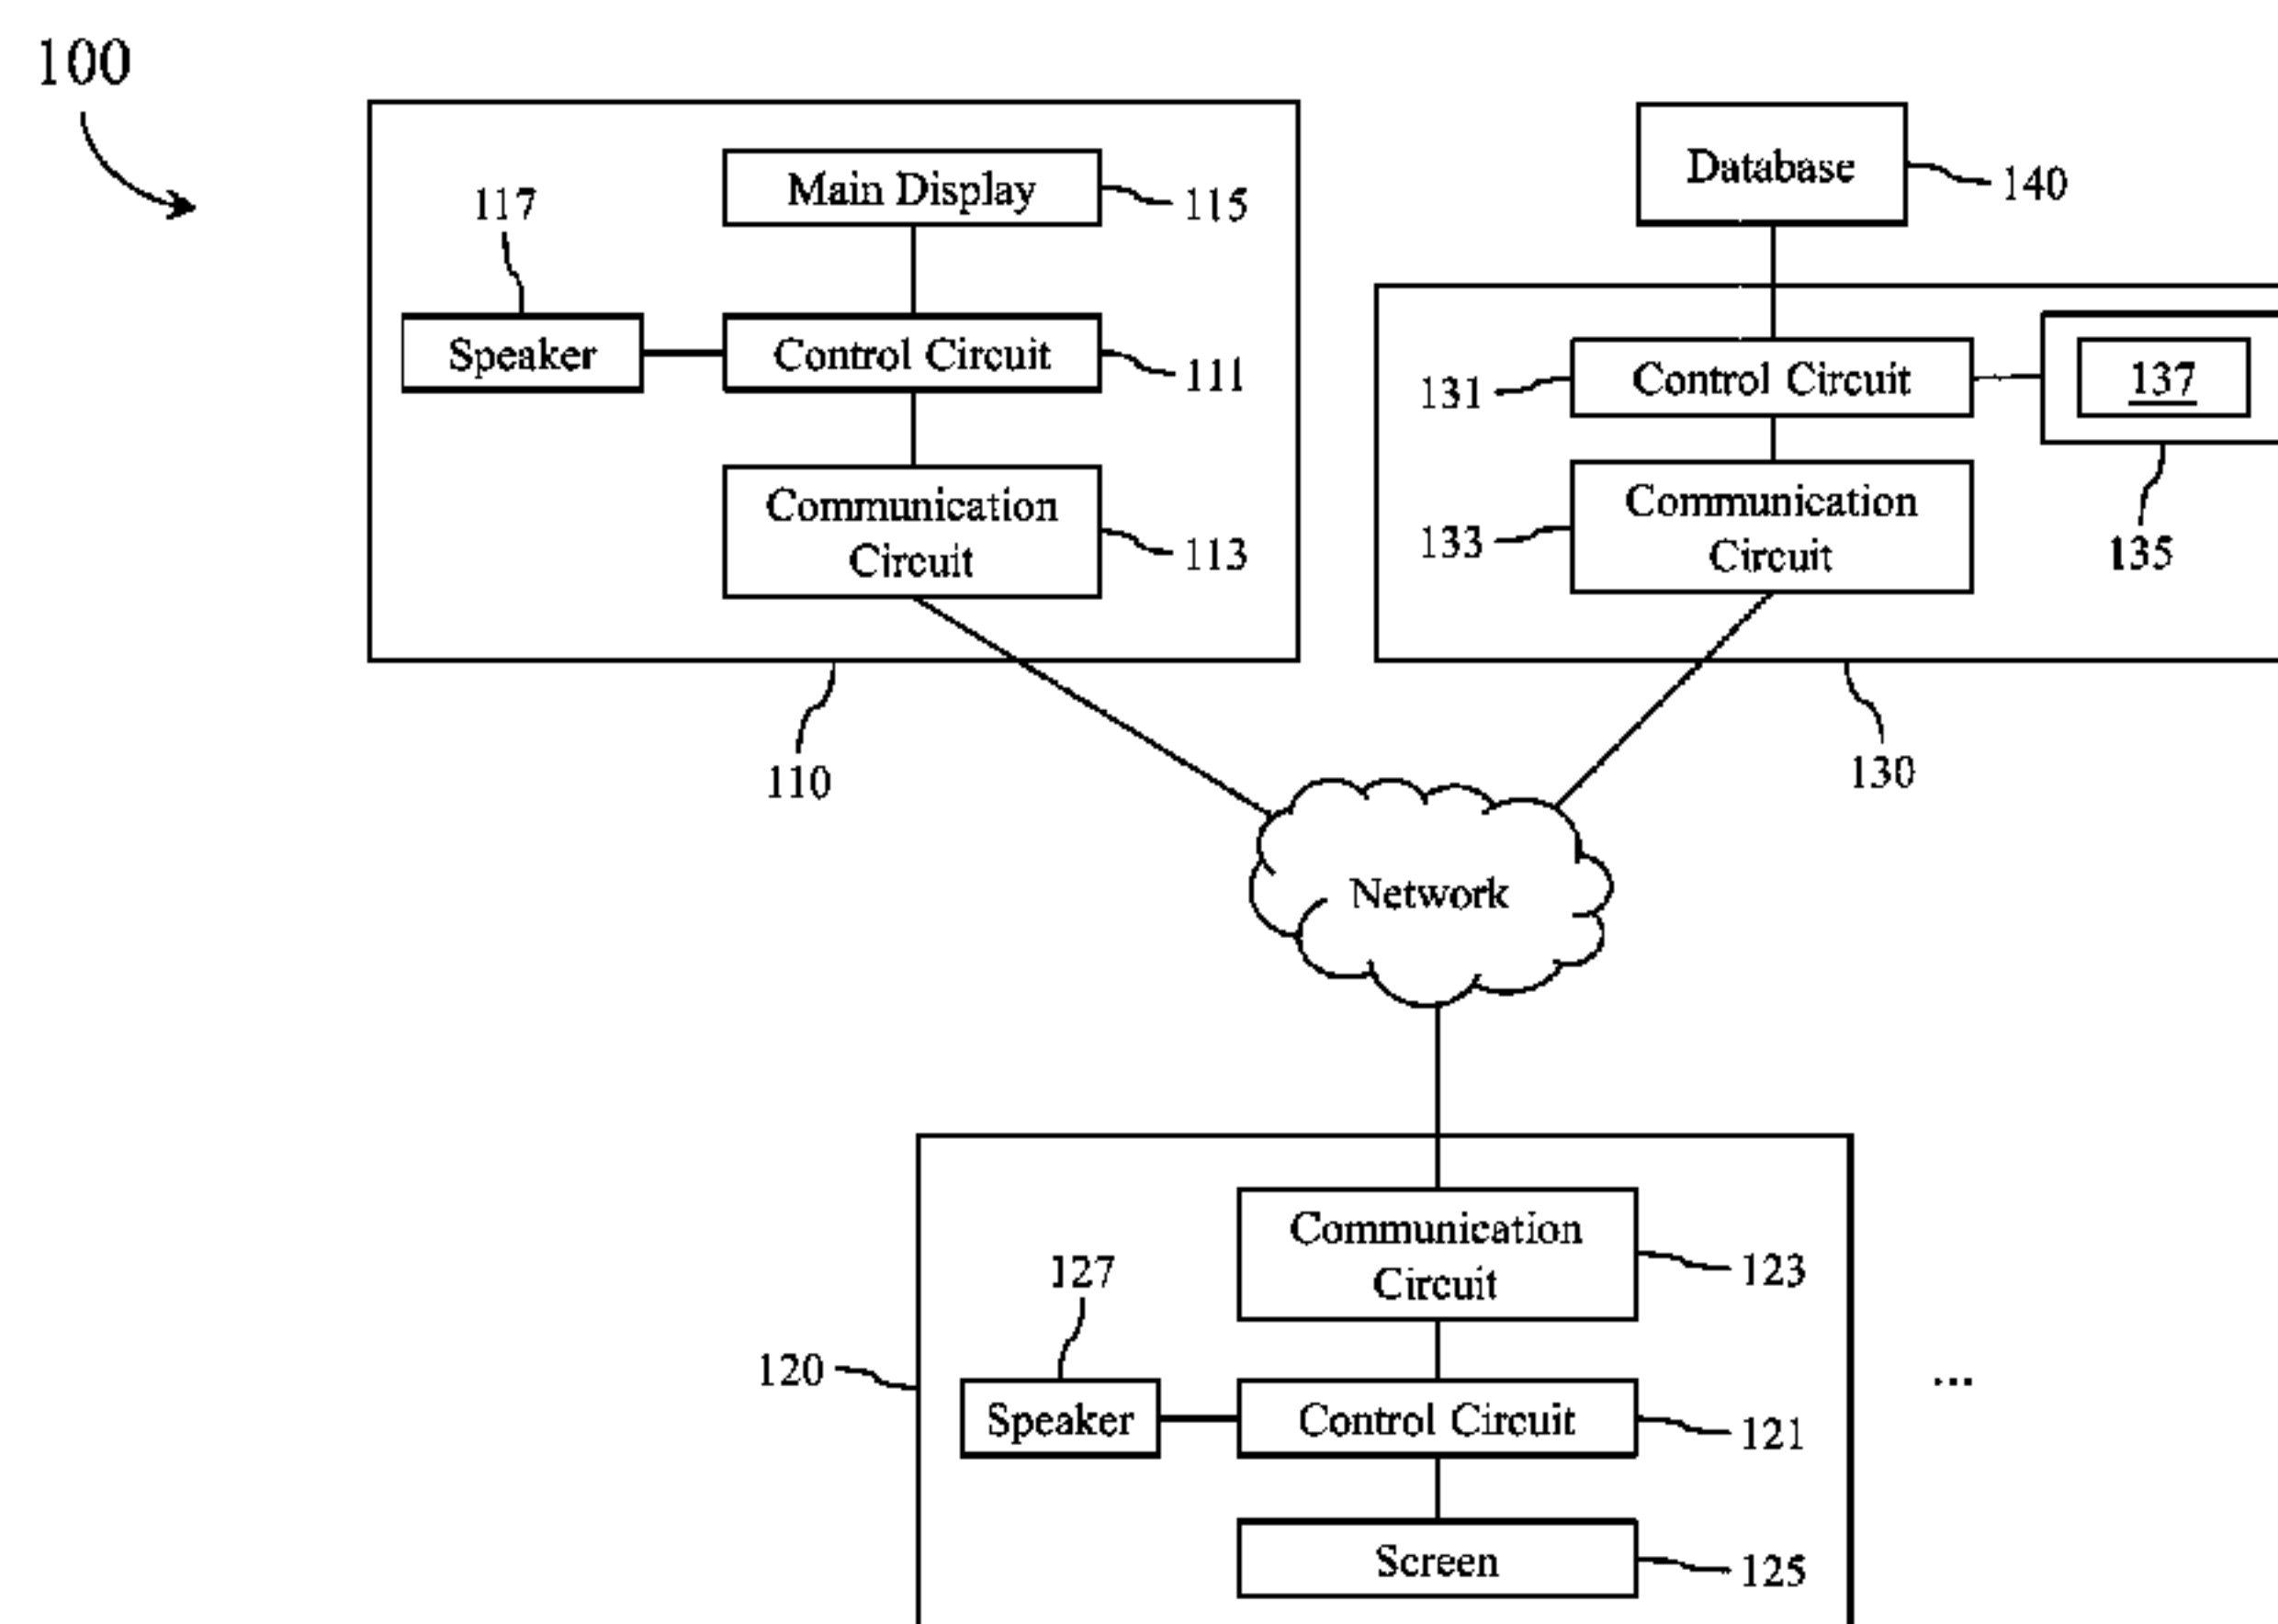 100
Main Display
115
117
Speaker
Control Circuit
111
Communication
Circuit
113
110
Database
140
131
Control Circuit
137
133
Communication
Circuit
135
130
Network
Communication
Circuit
123
127
120
Speaker
Control Circuit
121
...
Screen
125